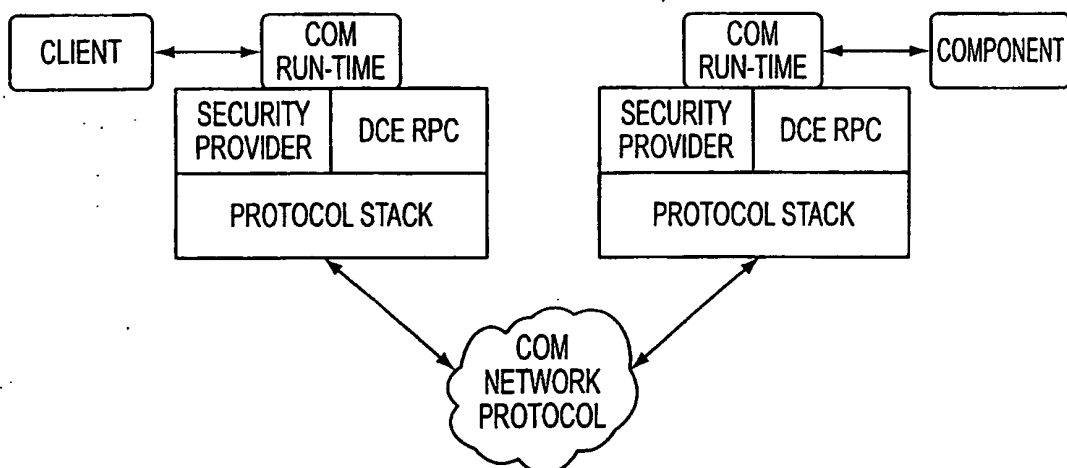 CLIENT
COM
RUN-TIME
SECURITY
PROVIDER
DCE RPC
PROTOCOL STACK
COM
RUN-TIME
COMPONENT
SECURITY
PROVIDER
DCE RPC
PROTOCOL STACK
COM
NETWORK
PROTOCOL